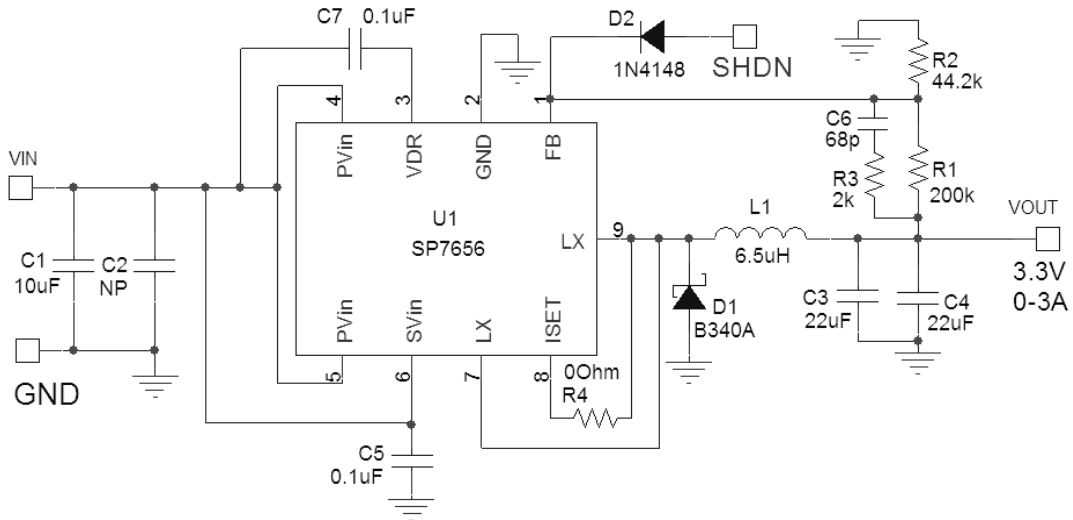 C7 0.1uF
D2
1N4148
SHDN
R2
44.2k
4
3
2
1
C6
68p
PVin
VDR
GND
FB
VIN
R3
2k
R1
200k
U1
SP7656
LX
9
L1
6.5uH
VOUT
3.3V
0-3A
C1
10uF
C2
NP
D1
B340A
C3
22uF
C4
22uF
PVin
SVin
LX
ISET
GND
5
6
7
8
0Ohm
R4
C5
0.1uF